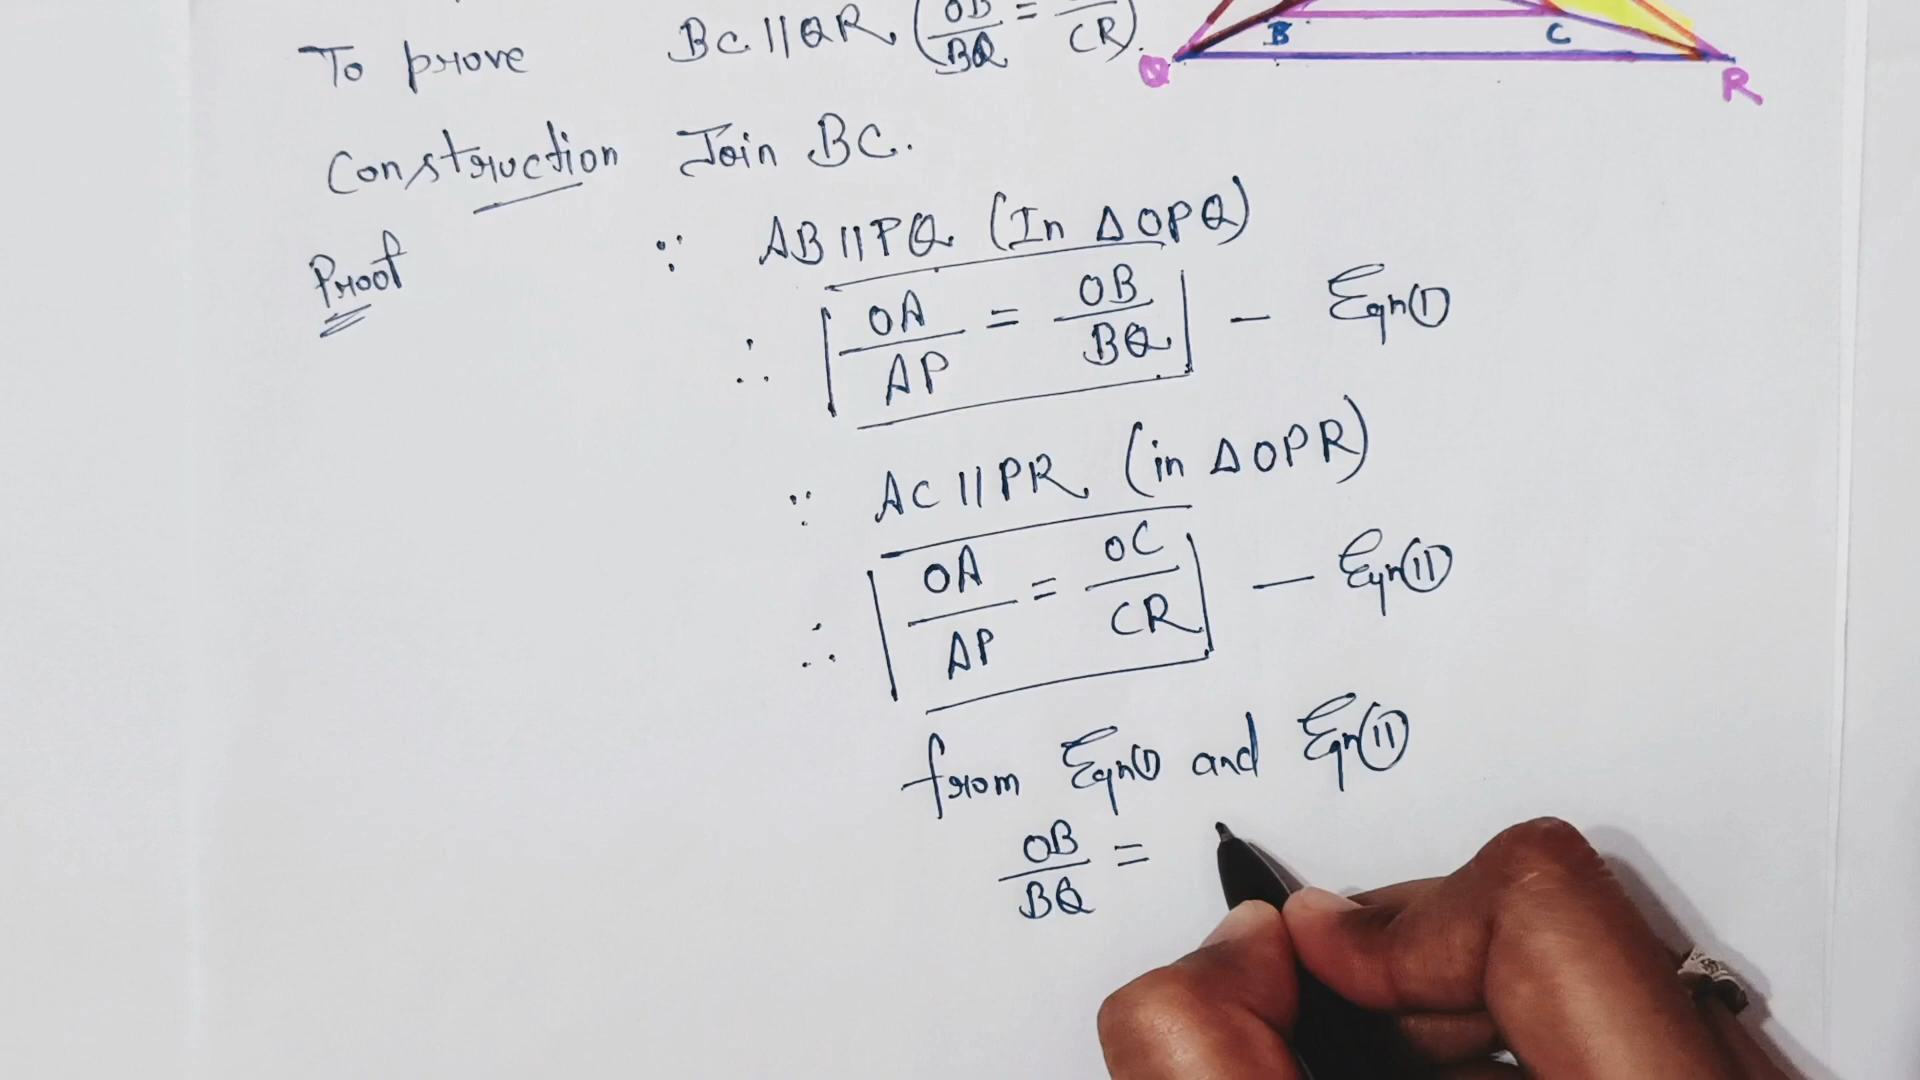 To prove BC || QR (OB/BQ = /CR).
B C
Q R
Construction Join BC.
Proof ∵ AB || PQ (In Δ OPQ)
∴ OA/AP = OB/BQ — Eqn(I)
∵ AC || PR (in Δ OPR)
∴ OA/AP = OC/CR — Eqn(II)
from Eqn(I) and Eqn(II)
OB/BQ =